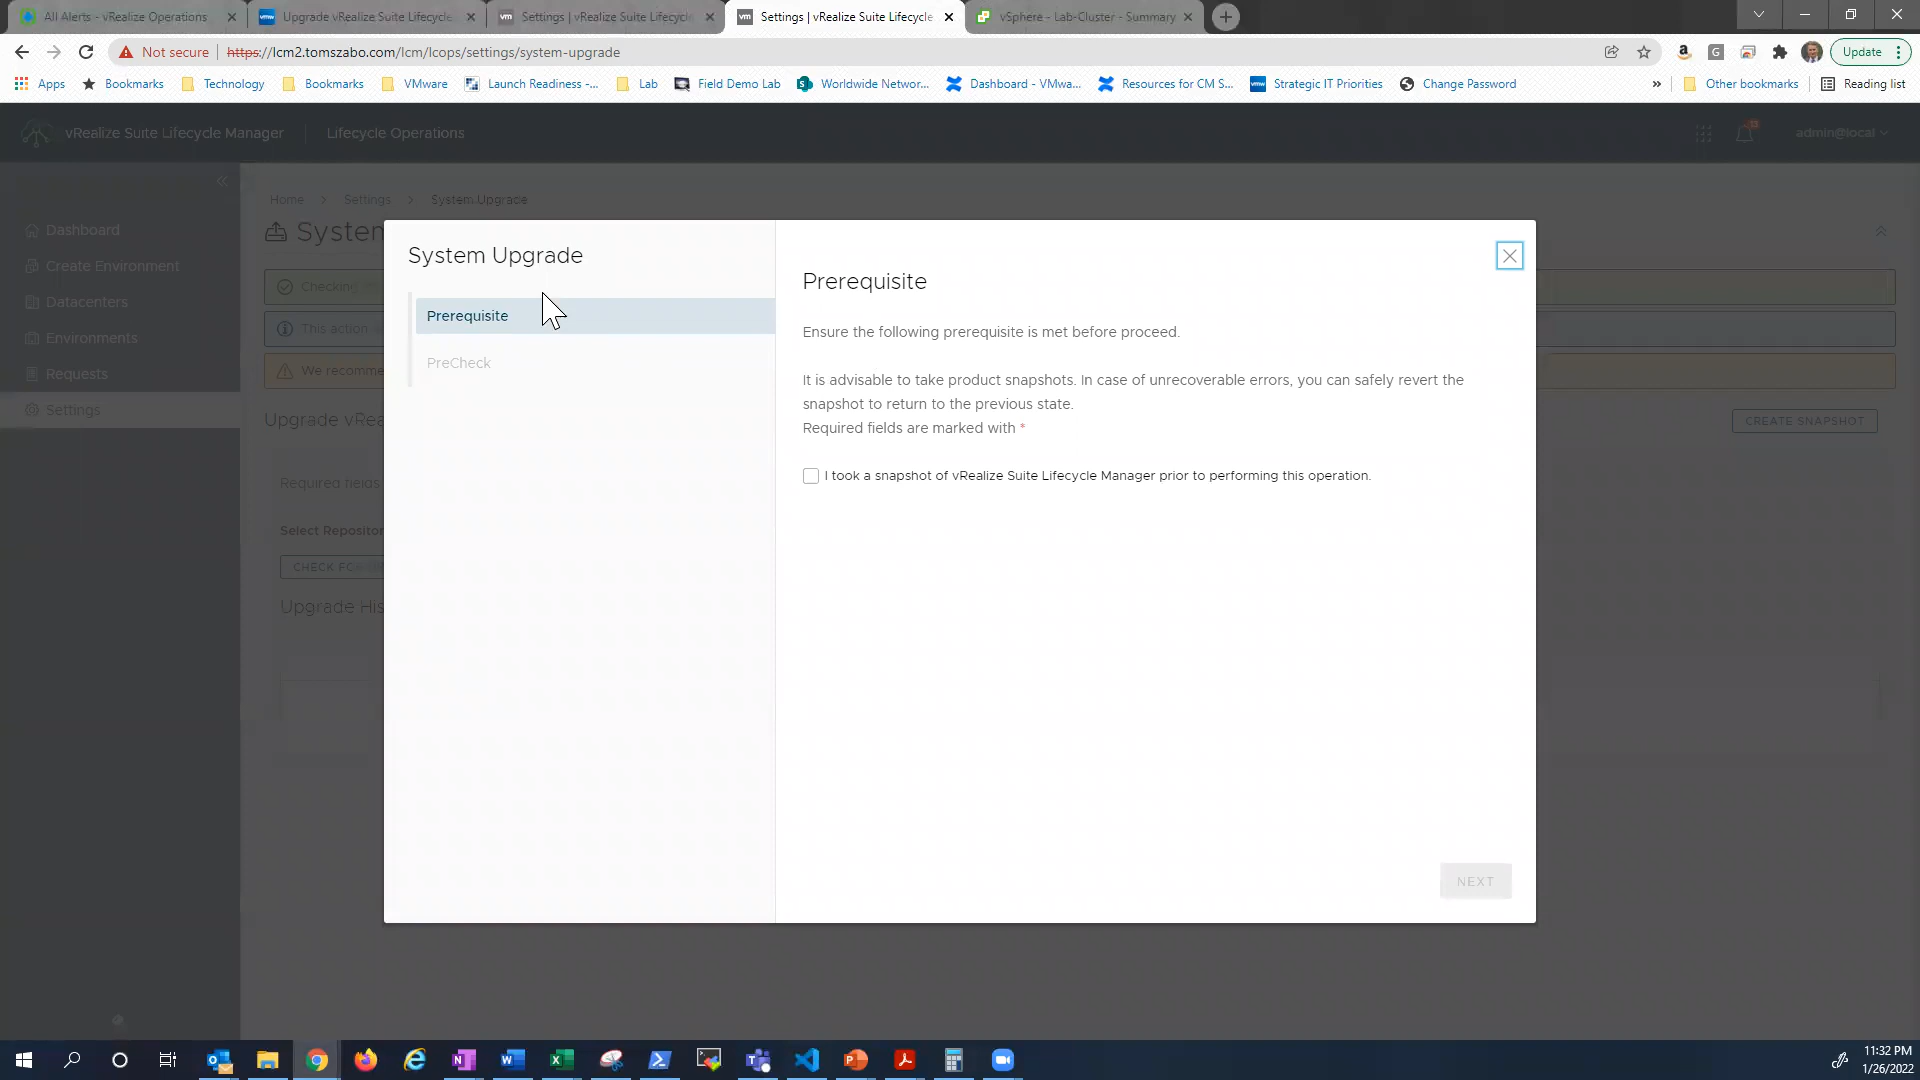 All Alerts - vRealize Operations
Upgrade vRealize Suite Lifecycle
Settings | vRealize Suite Lifecycle
Settings | vRealize Suite Lifecycle
vSphere - Lab-Cluster - Summary
Not secure
https://lcm2.tomszabo.com/lcm/lcops/settings/system-upgrade
Update
Apps
Bookmarks
Technology
Bookmarks
VMware
Launch Readiness -...
Lab
Field Demo Lab
Worldwide Networ...
Dashboard - VMwa...
Resources for CM S...
Strategic IT Priorities
Change Password
»
Other bookmarks
Reading list
vRealize Suite Lifecycle Manager
Lifecycle Operations
admin@local
Home > Settings > System Upgrade
Dashboard
Create Environment
Datacenters
Environments
Requests
Settings
System
Checking
This action
We recomme
Upgrade vRea
CREATE SNAPSHOT
Required fields
Select Repositor
CHECK FO
Upgrade His
System Upgrade
Prerequisite
PreCheck
Prerequisite
Ensure the following prerequisite is met before proceed.
It is advisable to take product snapshots. In case of unrecoverable errors, you can safely revert the
snapshot to return to the previous state.
Required fields are marked with *
I took a snapshot of vRealize Suite Lifecycle Manager prior to performing this operation.
NEXT
11:32 PM
1/26/2022